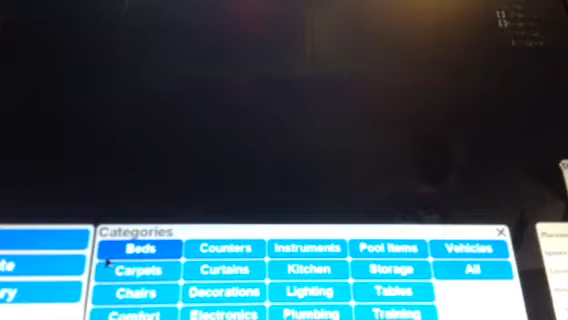 Categories
Beds Counters Instruments Pool Items Vehicles
Carpets Curtains Kitchen Storage All
Chairs Decorations Lighting Tables
Comfort Electronics Plumbing Training